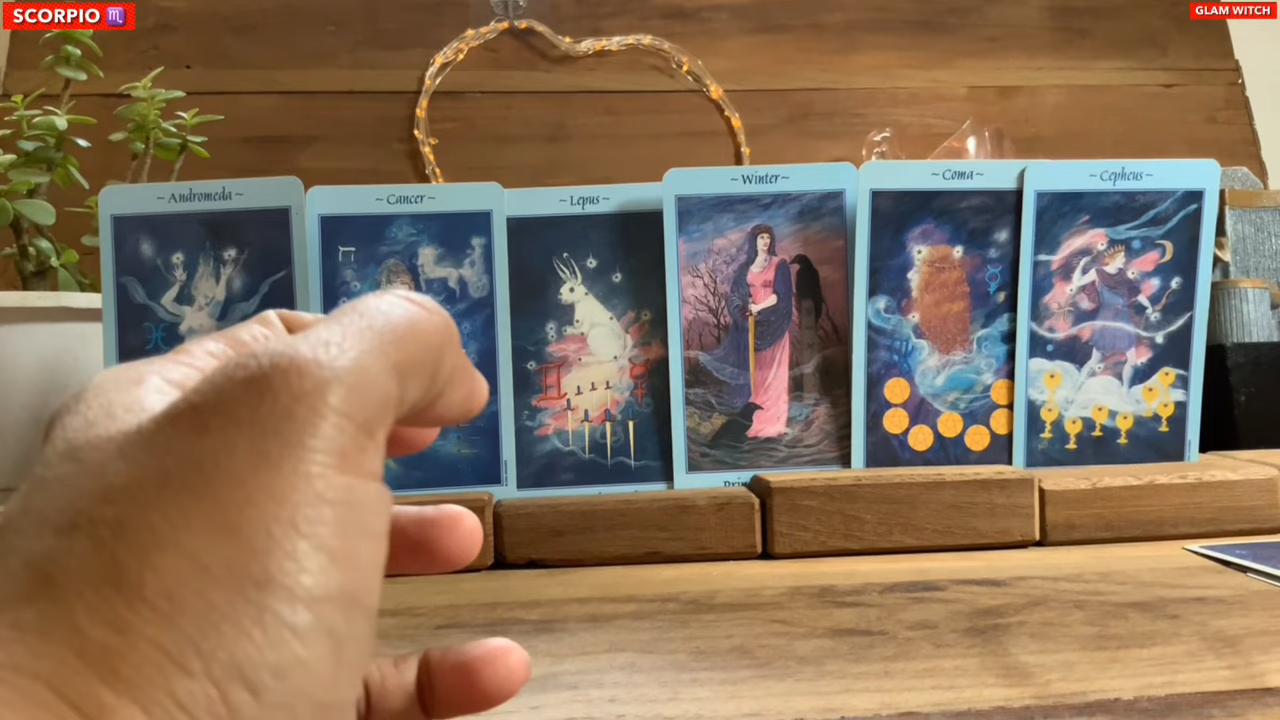 SCORPIO ♏
GLAM WITCH
~ Andromeda ~
~ Cancer ~
~ Lepus ~
~ Winter ~
~ Coma ~
~ Cepheus ~